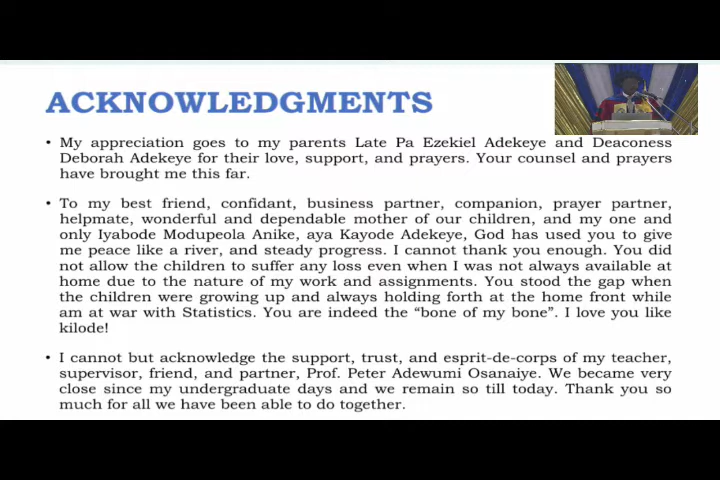 ACKNOWLEDGMENTS
• My appreciation goes to my parents Late Pa Ezekiel Adekeye and Deaconess
Deborah Adekeye for their love, support, and prayers. Your counsel and prayers
have brought me this far.
• To my best friend, confidant, business partner, companion, prayer partner,
helpmate, wonderful and dependable mother of our children, and my one and
only Iyabode Modupeola Anike, aya Kayode Adekeye, God has used you to give
me peace like a river, and steady progress. I cannot thank you enough. You did
not allow the children to suffer any loss even when I was not always available at
home due to the nature of my work and assignments. You stood the gap when
the children were growing up and always holding forth at the home front while
am at war with Statistics. You are indeed the “bone of my bone”. I love you like
kilode!
• I cannot but acknowledge the support, trust, and esprit-de-corps of my teacher,
supervisor, friend, and partner, Prof. Peter Adewumi Osanaiye. We became very
close since my undergraduate days and we remain so till today. Thank you so
much for all we have been able to do together.